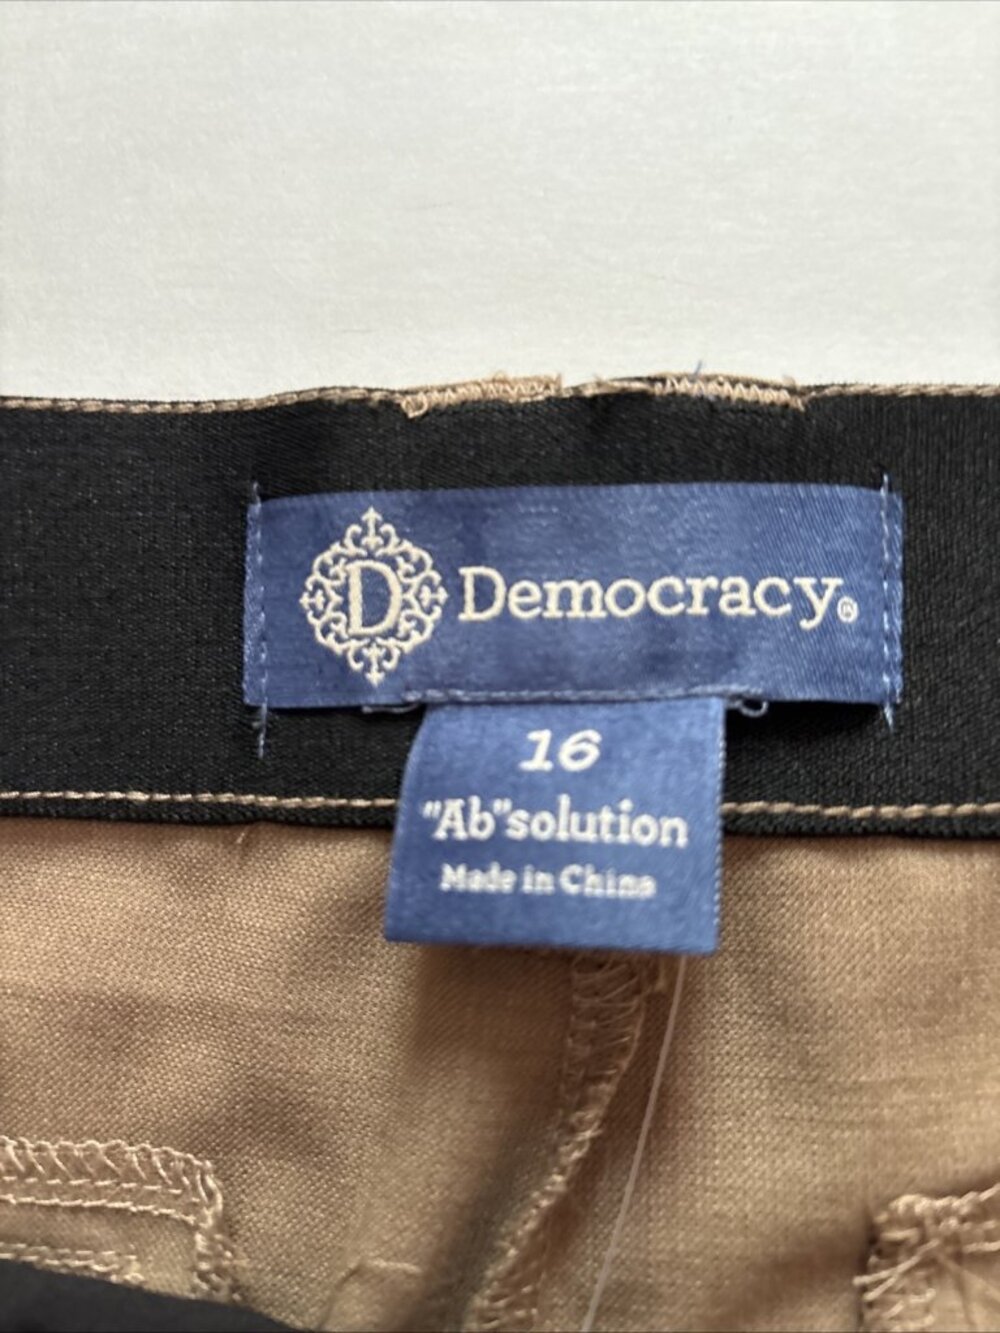 D Democracy®
16
"Ab"solution
Made in China